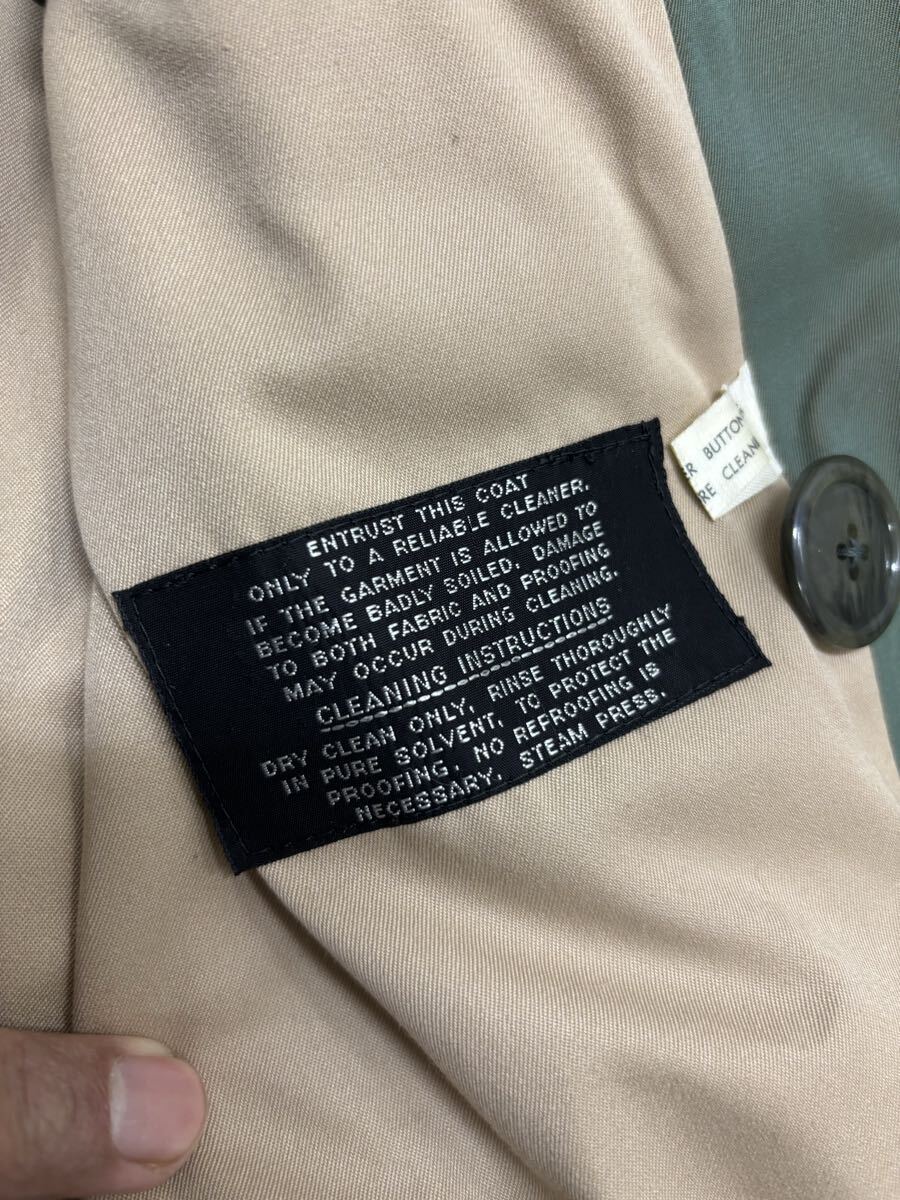 ENTRUST THIS COAT
ONLY TO A RELIABLE CLEANER.
IF THE GARMENT IS ALLOWED TO
BECOME BADLY SOILED, DAMAGE
TO BOTH FABRIC AND PROOFING
MAY OCCUR DURING CLEANING.
CLEANING INSTRUCTIONS
DRY CLEAN ONLY, RINSE THOROUGHLY
IN PURE SOLVENT, TO PROTECT THE
PROOFING, NO REFROOFING IS
NECESSARY, STEAM PRESS,
BUTTON
CLEAN